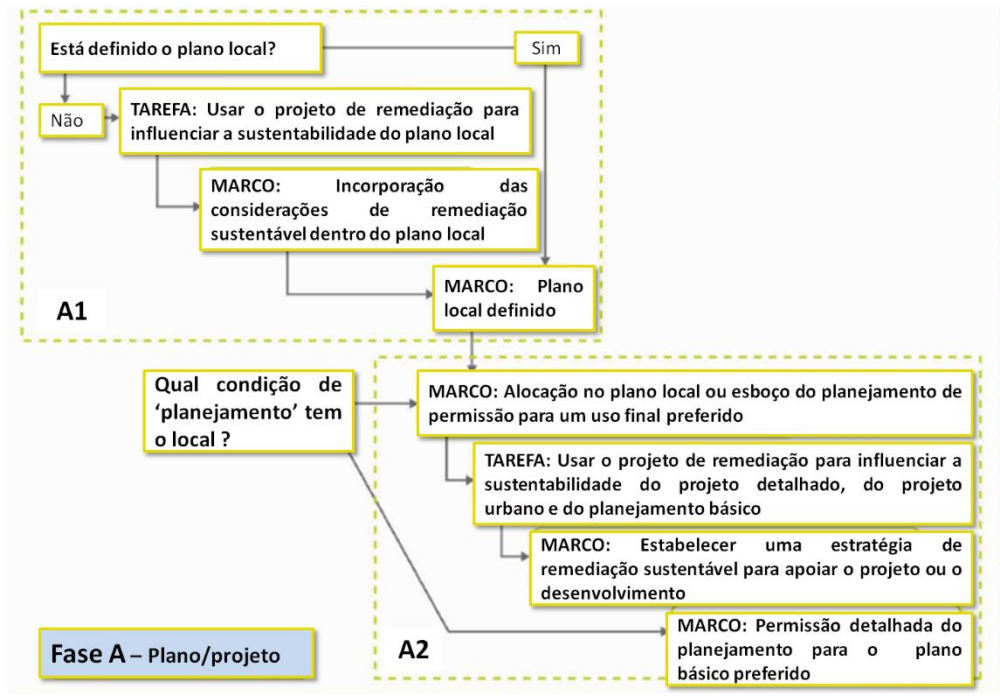 Está definido o plano local?
Sim
Não
TAREFA: Usar o projeto de remediação para
influenciar a sustentabilidade do plano local
MARCO: Incorporação das
considerações de remediação
sustentável dentro do plano local
MARCO: Plano
local definido
A1
Qual condição de
‘planejamento’ tem
o local ?
MARCO: Alocação no plano local ou esboço do planejamento de
permissão para um uso final preferido
TAREFA: Usar o projeto de remediação para influenciar a
sustentabilidade do projeto detalhado, do projeto
urbano e do planejamento básico
MARCO: Estabelecer uma estratégia de
remediação sustentável para apoiar o projeto ou o
desenvolvimento
MARCO: Permissão detalhada do
planejamento para o plano
básico preferido
A2
Fase A – Plano/projeto